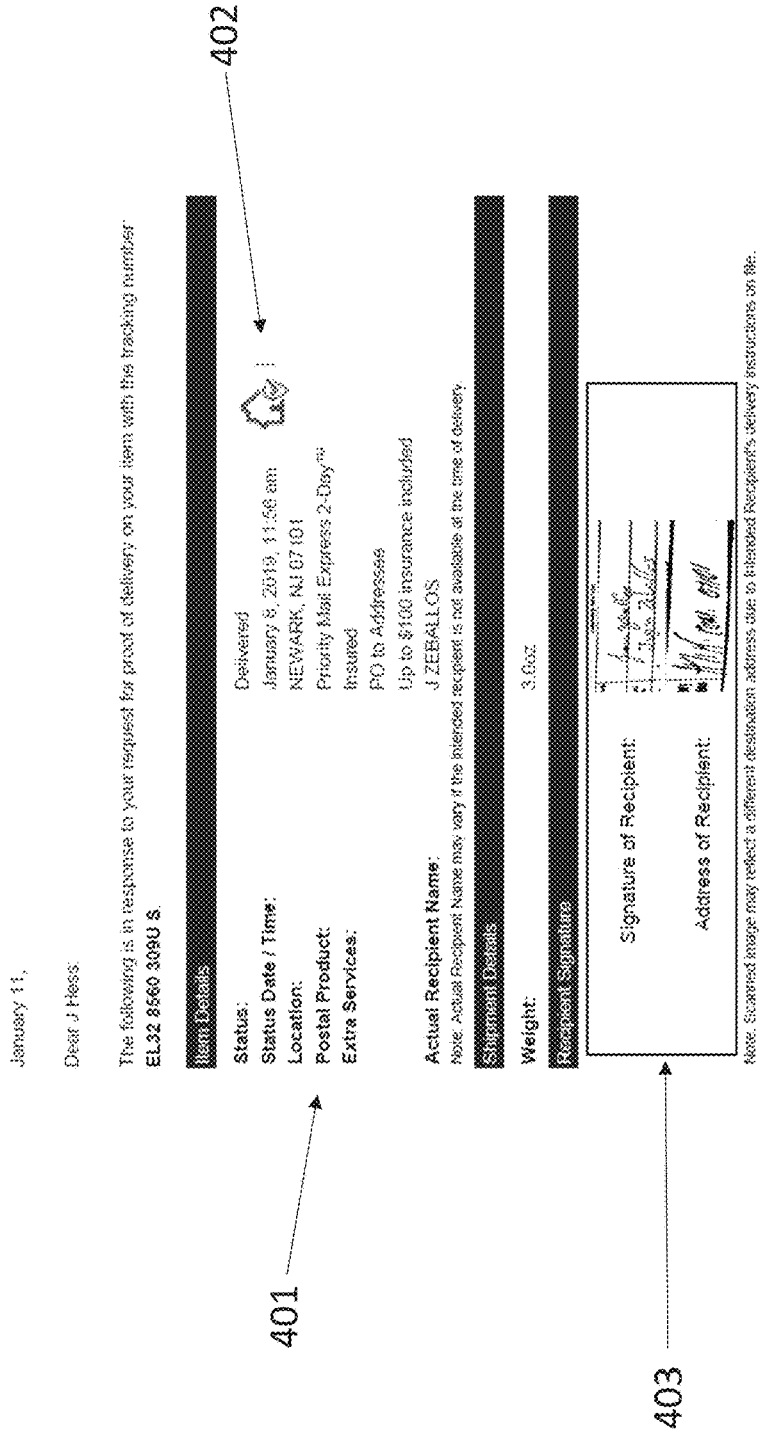 January 11,
Dear J Hess:
The following is in response to your request for proof of delivery on your item with the tracking number:
EL32 8560 309U S.
Item Details
Status: Delivered
Status Date / Time: January 8, 2019, 11:56 am
Location: NEWARK, NJ 07101
Postal Product: Priority Mail Express 2-Day™
Extra Services: Insured
PO to Addressee
Up to $100 insurance included
Actual Recipient Name: J ZEBALLOS
Note: Actual Recipient Name may vary if the intended recipient is not available at the time of delivery.
Shipment Details
Weight: 3.0oz
Recipient Signature
Signature of Recipient:
Address of Recipient:
Note: Scanned image may reflect a different destination address due to Intended Recipient's delivery instructions on file.
401
402
403